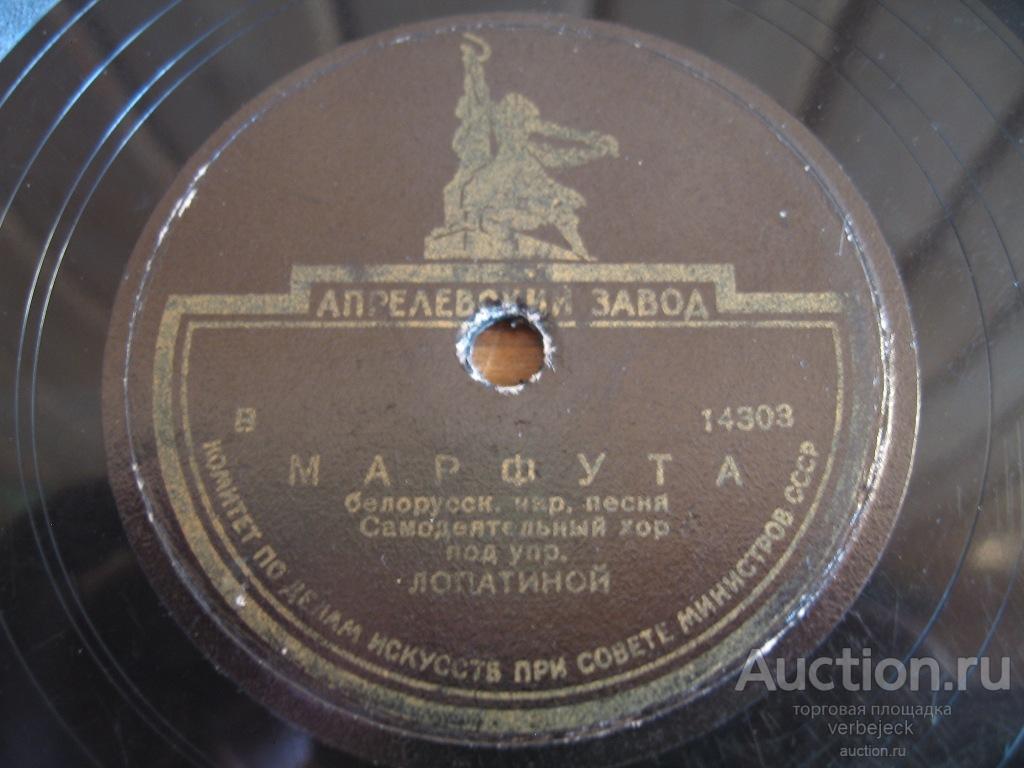 АПРЕЛЕВСКИЙ ЗАВОД
В 14303
МАРФУТА
белорусск. нар. песня
Самодеятельный хор
под упр.
ЛОПАТИНОЙ
КОМИТЕТ ПО ДЕЛАМ ИСКУССТВ ПРИ СОВЕТЕ МИНИСТРОВ СССР
Auction.ru
торговая площадка
verbejeck
auction.ru